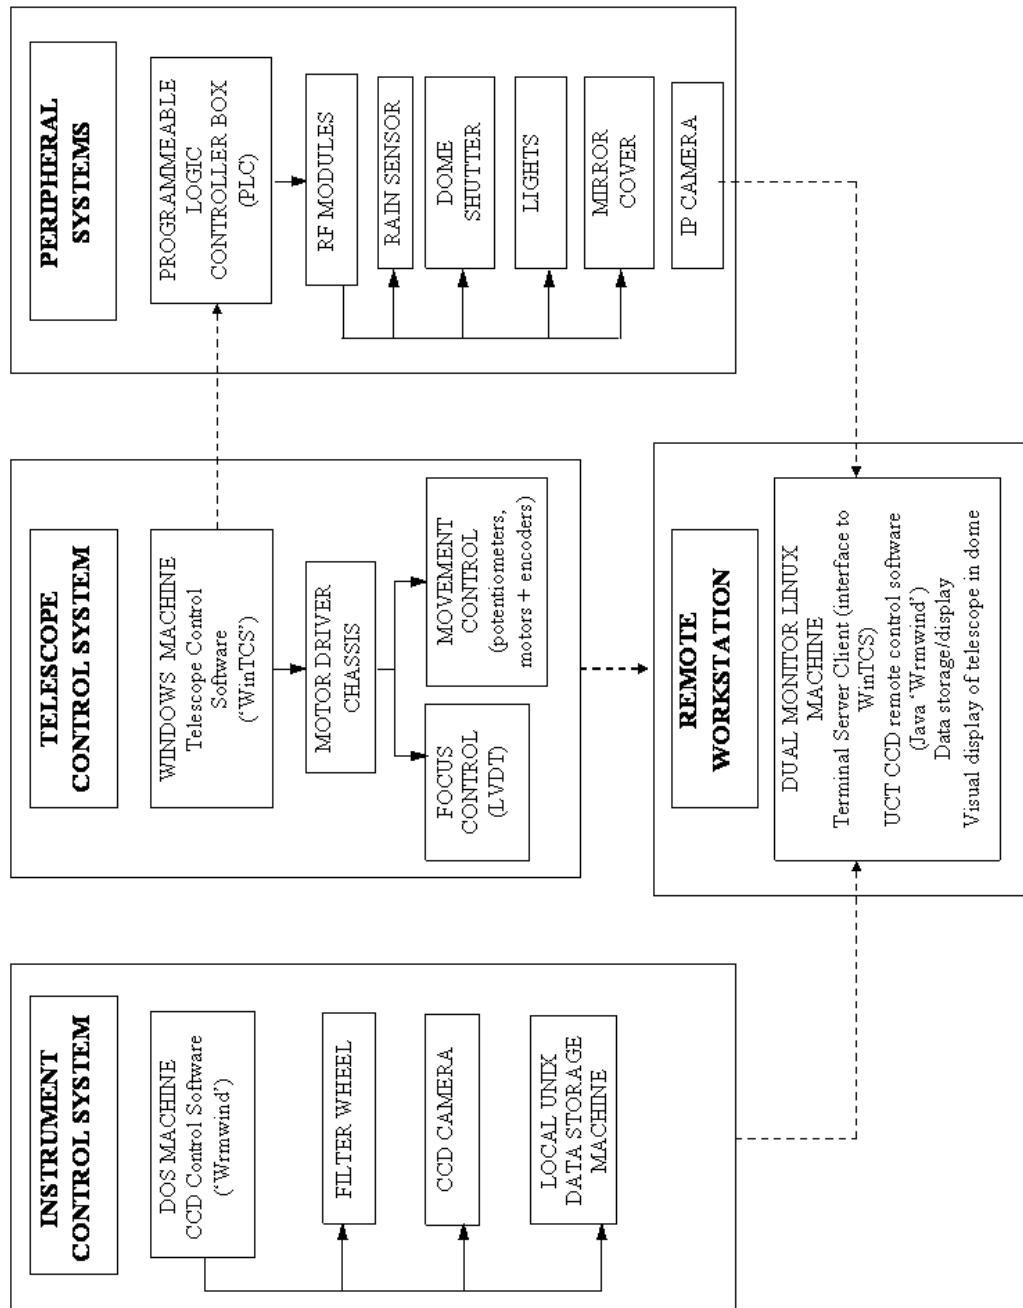 INSTRUMENT
CONTROL SYSTEM
DOS MACHINE
CCD Control Software
(‘Wrmwind’)
FILTER WHEEL
CCD CAMERA
LOCAL UNIX
DATA STORAGE
MACHINE
TELESCOPE
CONTROL SYSTEM
WINDOWS MACHINE
Telescope Control
Software
(‘WinTCS’)
MOTOR DRIVER
CHASSIS
FOCUS
CONTROL
(LVDT)
MOVEMENT
CONTROL
(potentiometers,
motors + encoders)
PERIPHERAL
SYSTEMS
PROGRAMMEABLE
LOGIC
CONTROLLER BOX
(PLC)
RF MODULES
RAIN SENSOR
DOME
SHUTTER
LIGHTS
MIRROR
COVER
IP CAMERA
REMOTE
WORKSTATION
DUAL MONITOR LINUX
MACHINE
Terminal Server Client (interface to
WinTCS)
UCT CCD remote control software
(Java ‘Wrmwind’)
Data storage/display
Visual display of telescope in dome